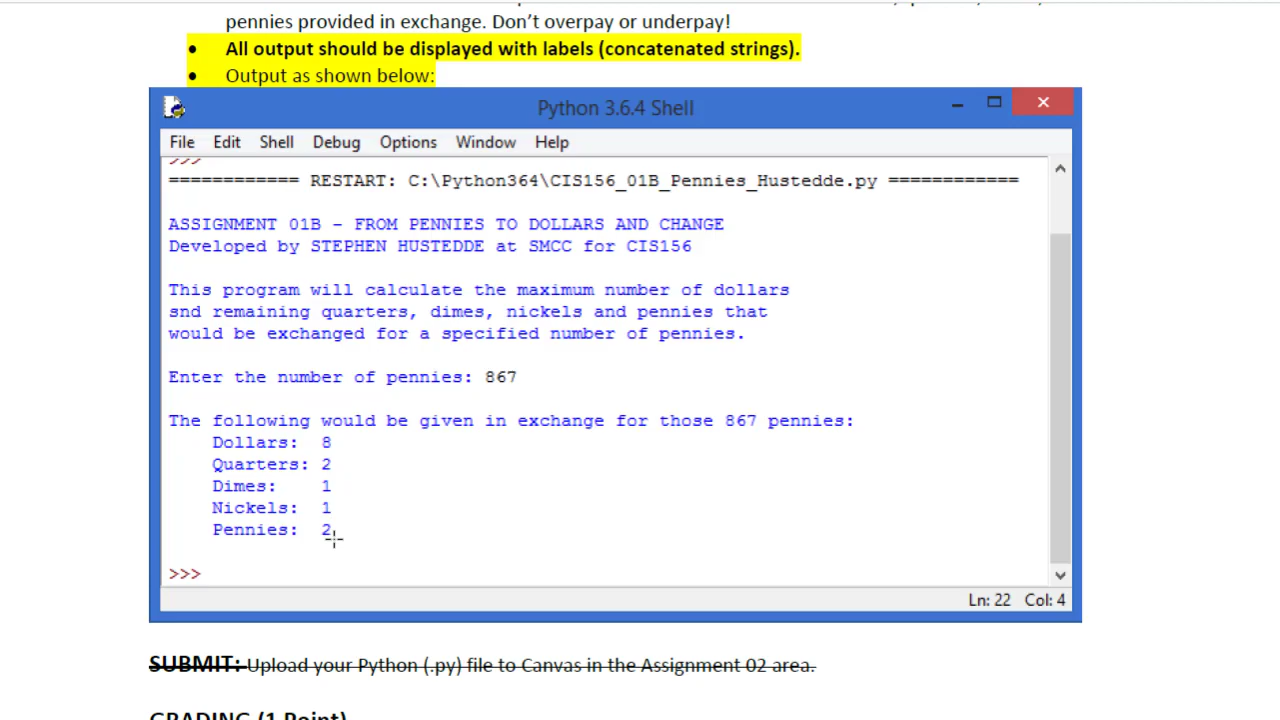 pennies provided in exchange. Don't overpay or underpay!
• All output should be displayed with labels (concatenated strings).
• Output as shown below:
Python 3.6.4 Shell
File Edit Shell Debug Options Window Help
>>>
============ RESTART: C:\Python364\CIS156_01B_Pennies_Hustedde.py ============
ASSIGNMENT 01B - FROM PENNIES TO DOLLARS AND CHANGE
Developed by STEPHEN HUSTEDDE at SMCC for CIS156
This program will calculate the maximum number of dollars
snd remaining quarters, dimes, nickels and pennies that
would be exchanged for a specified number of pennies.
Enter the number of pennies: 867
The following would be given in exchange for those 867 pennies:
Dollars: 8
Quarters: 2
Dimes: 1
Nickels: 1
Pennies: 2
>>>
Ln: 22 Col: 4
SUBMIT: Upload your Python (.py) file to Canvas in the Assignment 02 area.
GRADING (1 Point)